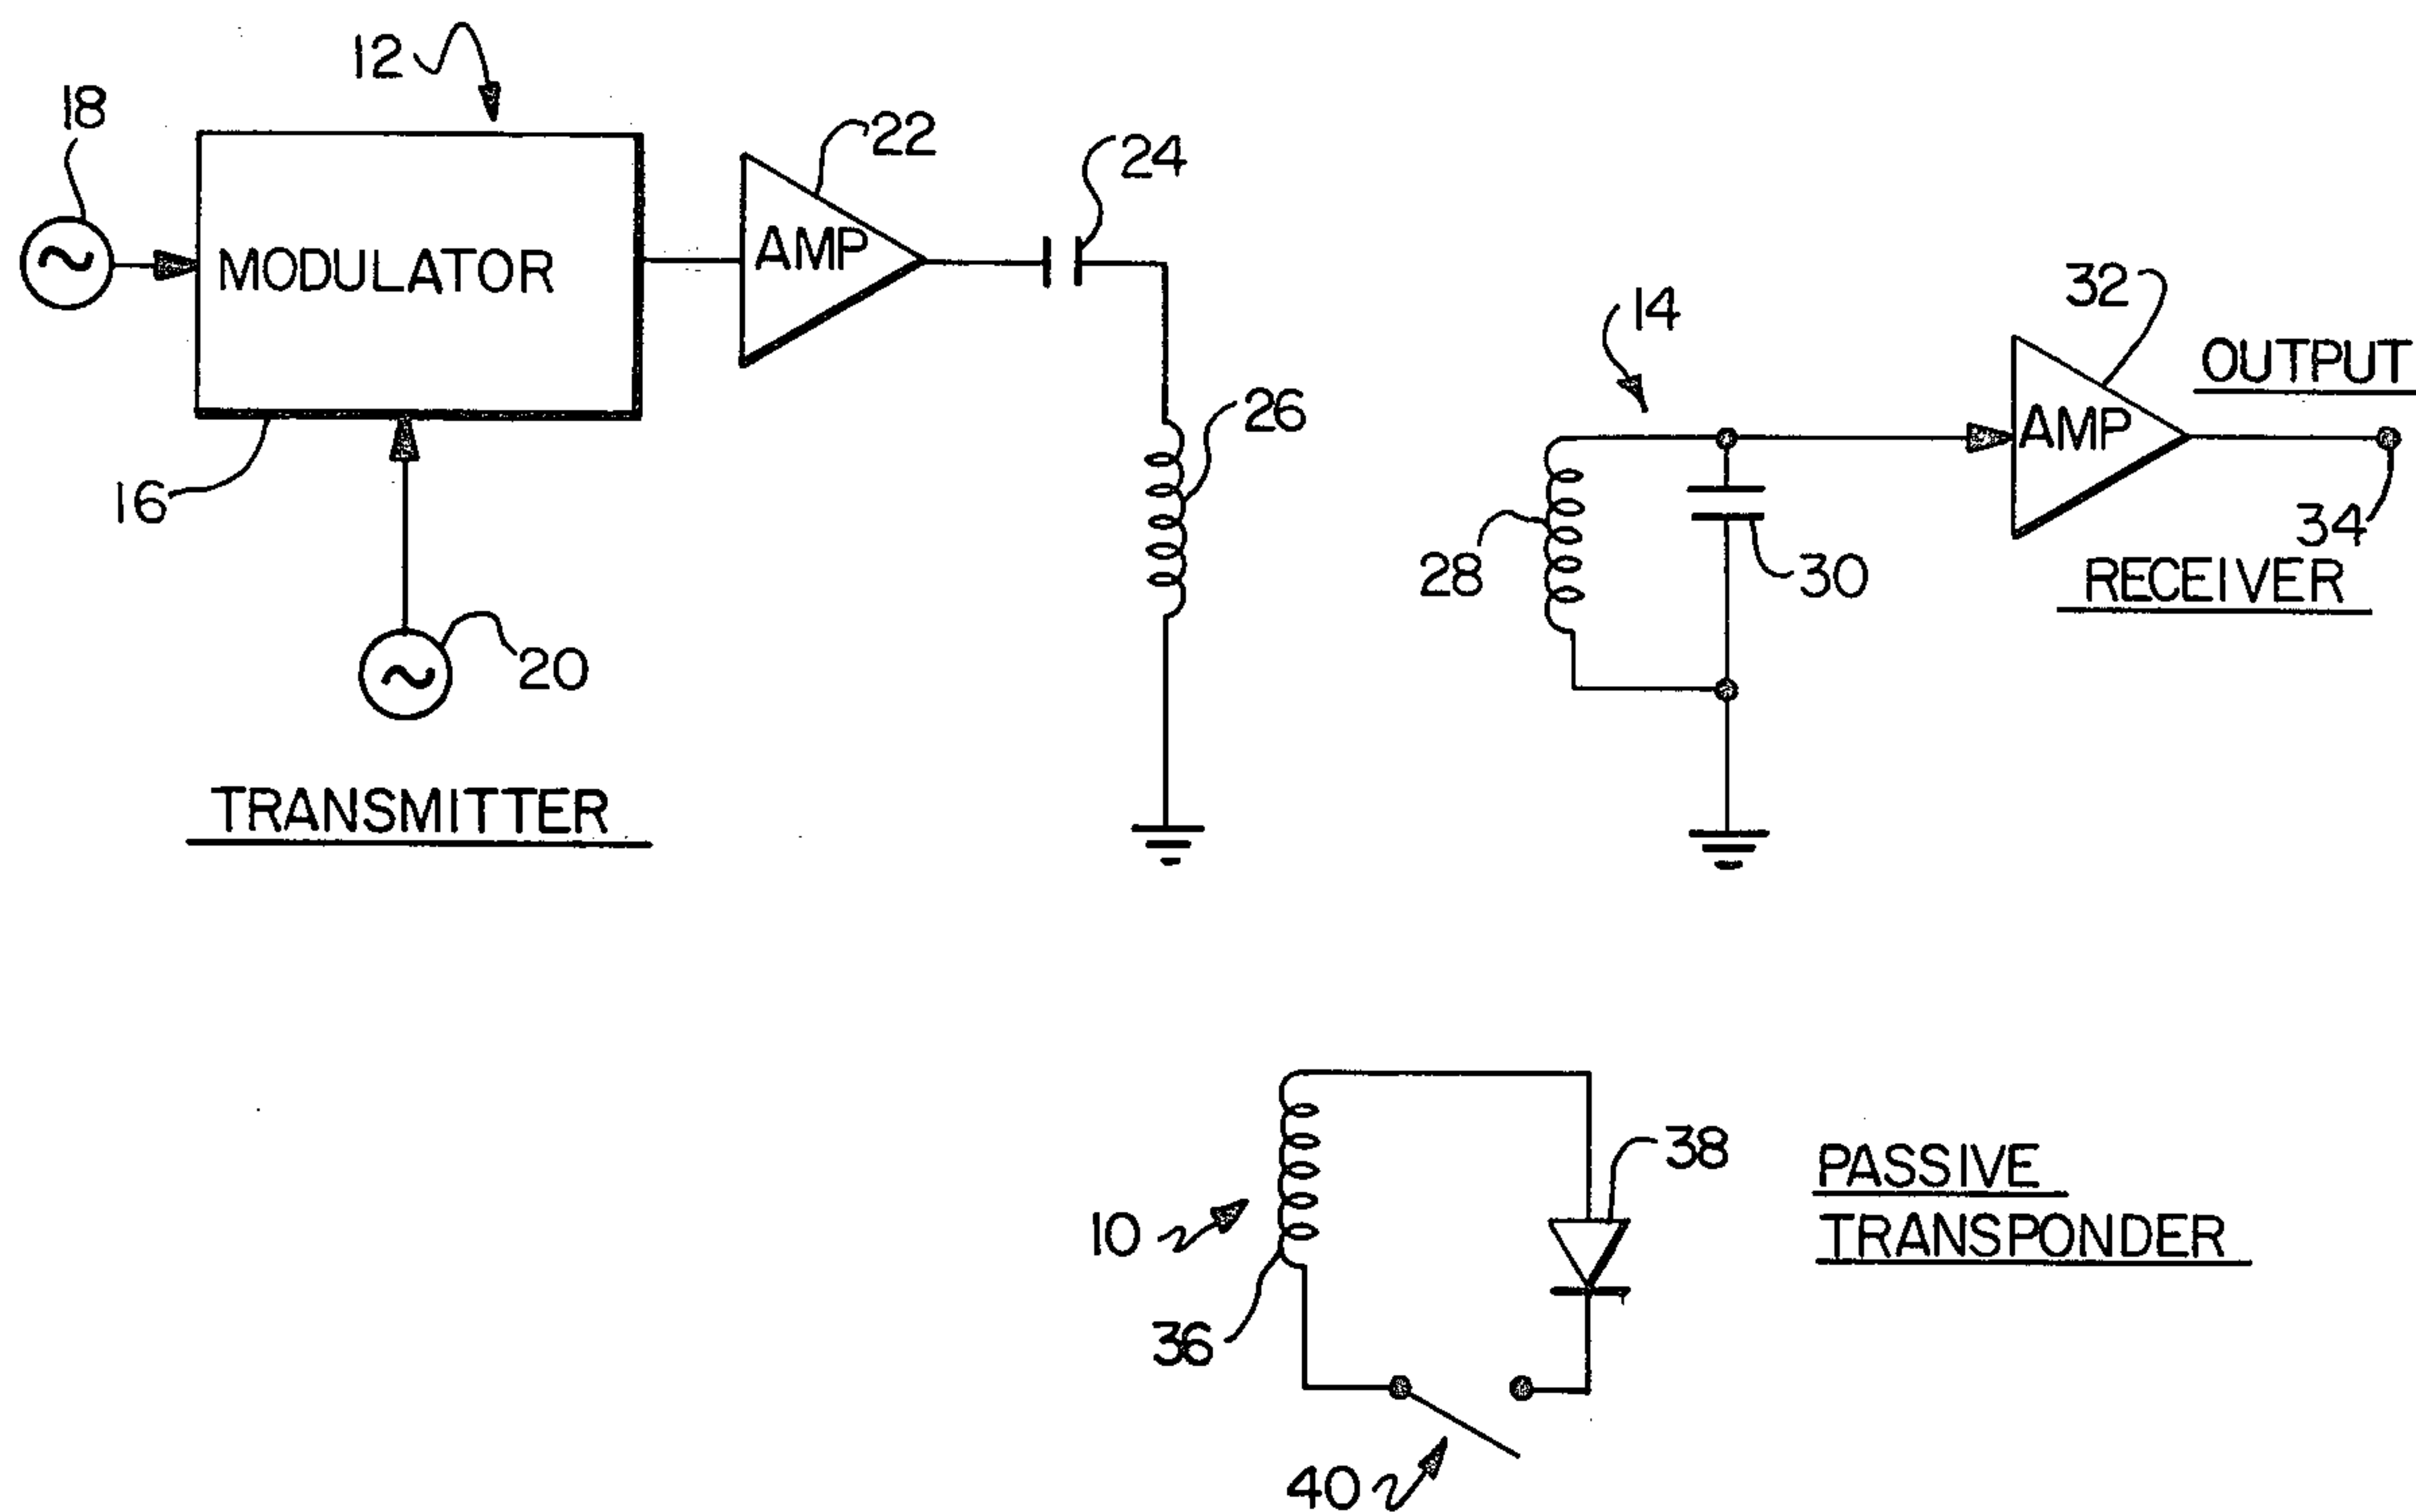 12
18
22
24
MODULATOR
AMP
14
32
OUTPUT
26
AMP
16
28
30
34
RECEIVER
20
TRANSMITTER
38
PASSIVE
TRANSPONDER
10
36
40